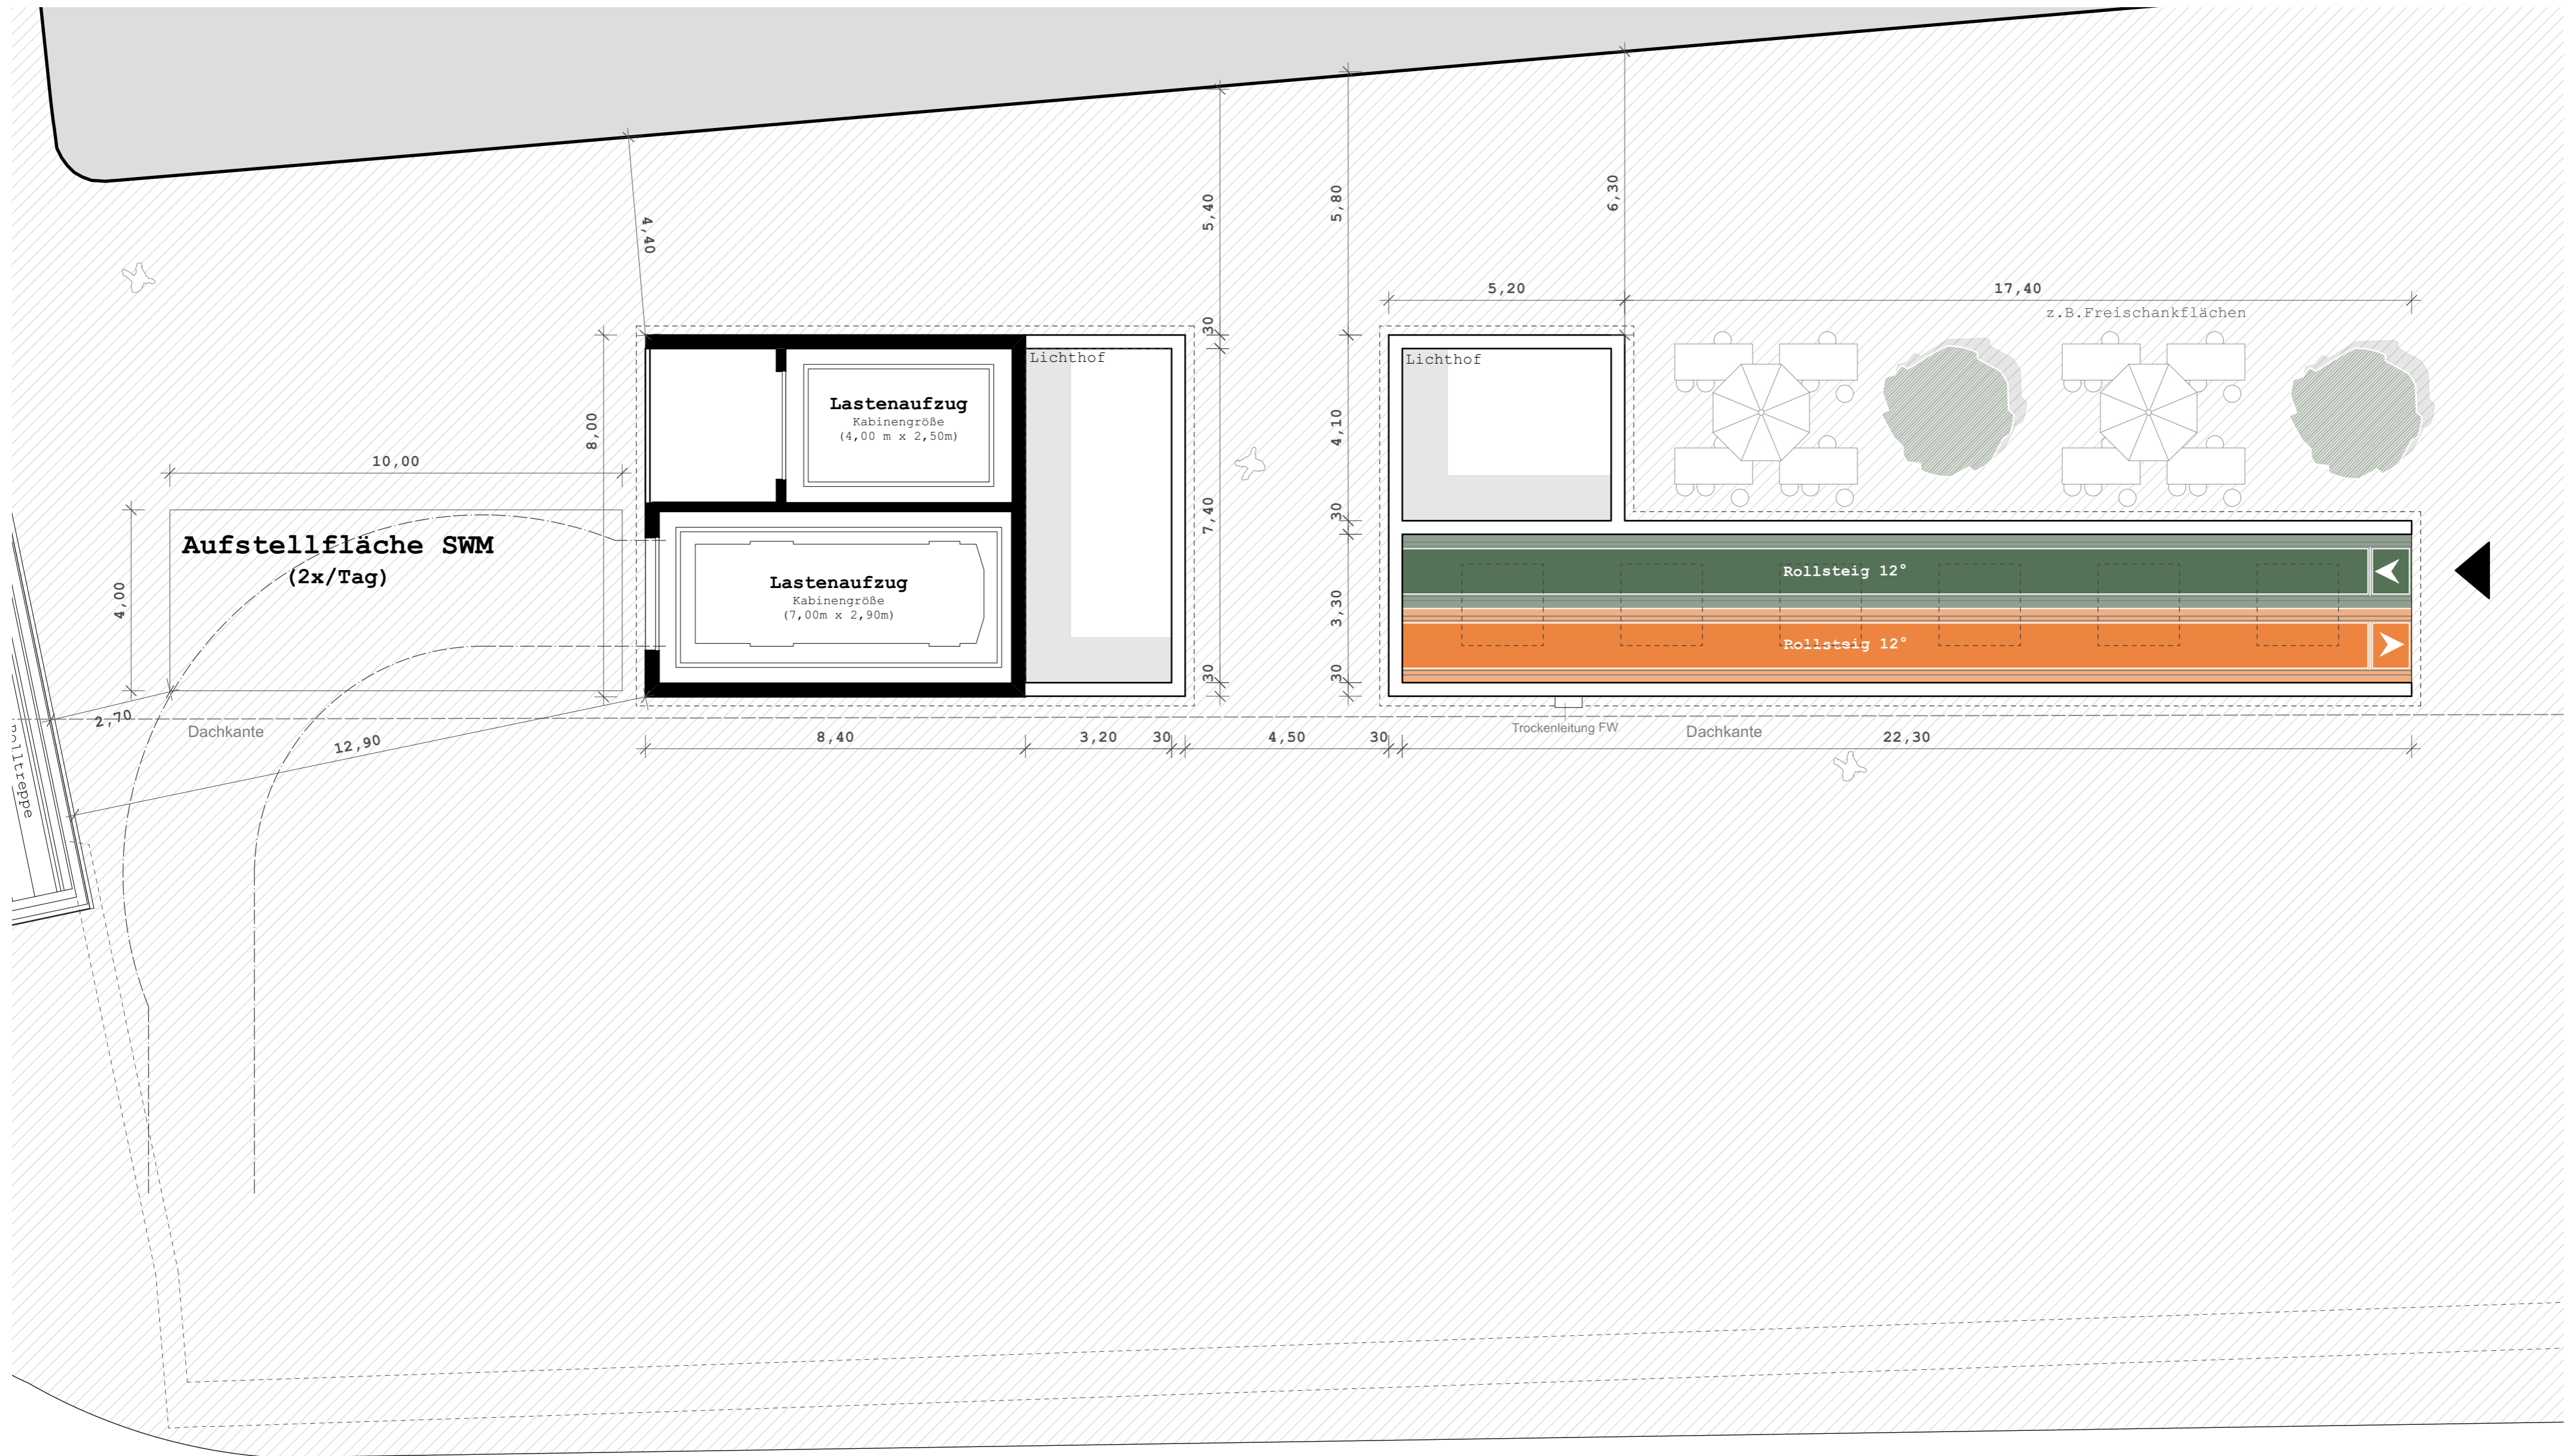 4,40
5,40
5,80
6,30
5,20
17,40
z.B.Freischankflächen
30
8,00
Lichthof
Lichthof
Lastenaufzug
Kabinengröße
(4,00 m x 2,50m)
4,10
10,00
7,40
30
Aufstellfläche SWM
(2x/Tag)
4,00
Lastenaufzug
Kabinengröße
(7,00m x 2,90m)
Rollsteig 12°
3,30
Rollsteig 12°
30
30
2,70
Dachkante
12,90
Rolltreppe
8,40
3,20
30
4,50
30
Trockenleitung FW
Dachkante
22,30